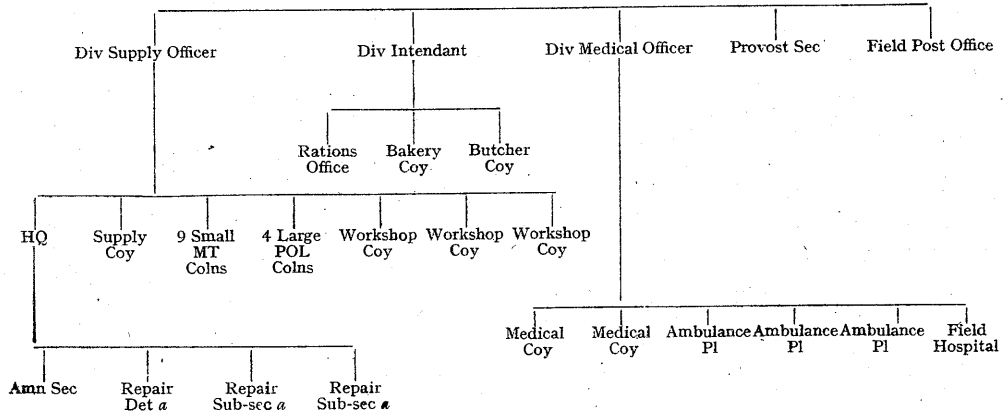 Div Supply Officer
Div Intendant
Div Medical Officer
Provost Sec
Field Post Office
Rations
Office
Bakery
Coy
Butcher
Coy
HQ
Supply
Coy
9 Small
MT
Colns
4 Large
POL
Colns
Workshop
Coy
Workshop
Coy
Workshop
Coy
Medical
Coy
Medical
Coy
Ambulance
Pl
Ambulance
Pl
Ambulance
Pl
Field
Hospital
Amn Sec
Repair
Det a
Repair
Sub-sec a
Repair
Sub-sec a